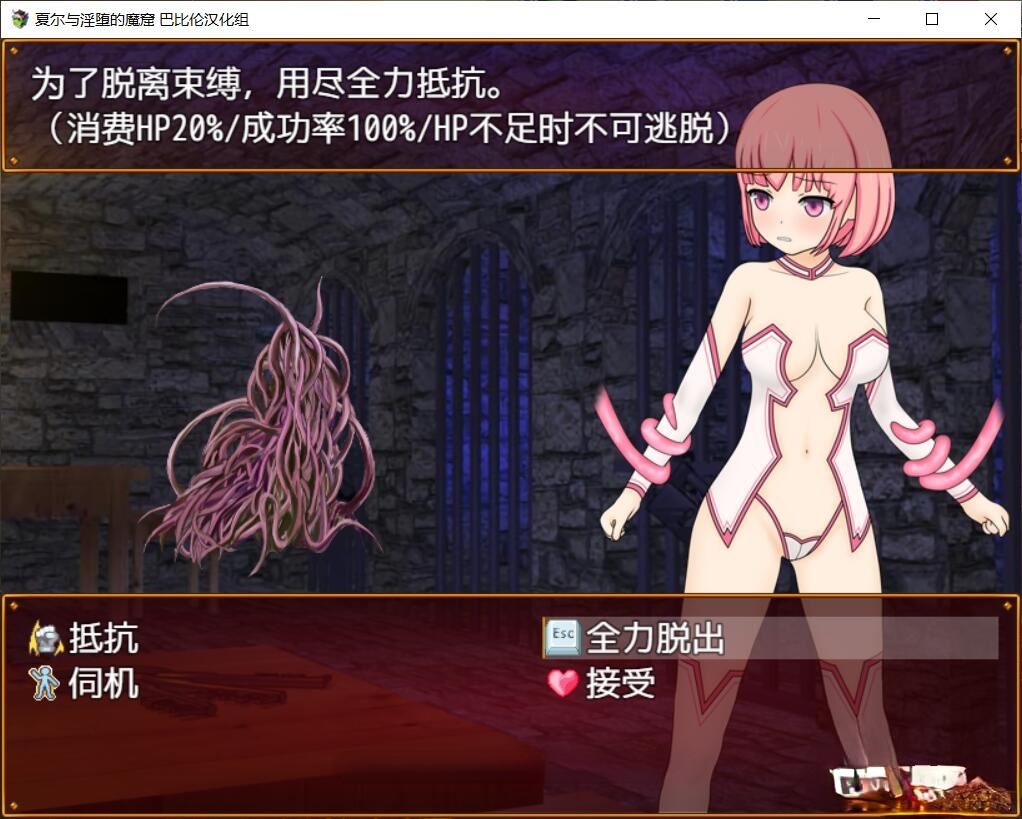 夏尔与淫堕的魔窟 巴比伦汉化组
为了脱离束缚，用尽全力抵抗。
（消费HP20%/成功率100%/HP不足时不可逃脱）
抵抗
Esc 全力脱出
伺机
接受